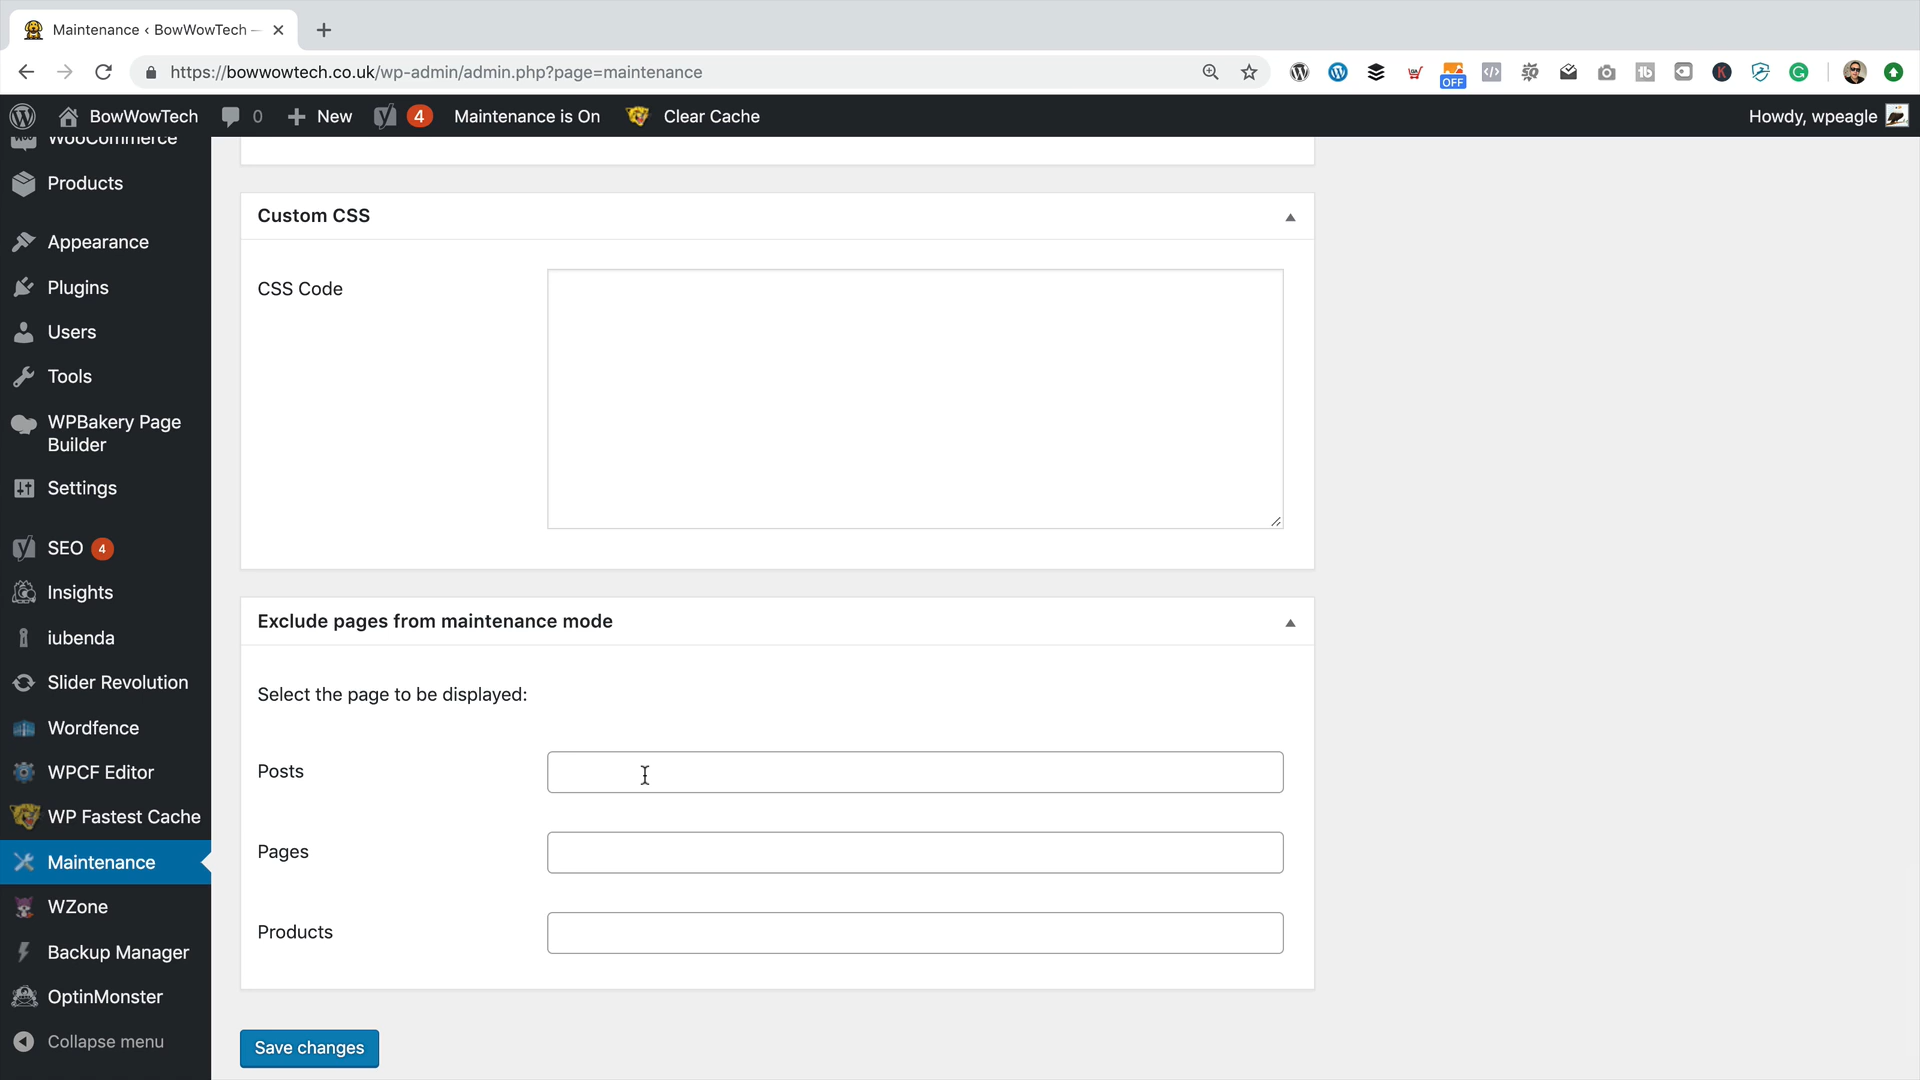 Maintenance ‹ BowWowTech —
https://bowwowtech.co.uk/wp-admin/admin.php?page=maintenance
OFF
BowWowTech
0
New
4
Maintenance is On
Clear Cache
Howdy, wpeagle
WooCommerce
Products
Appearance
Plugins
Users
Tools
WPBakery Page
Builder
Settings
SEO 4
Insights
iubenda
Slider Revolution
Wordfence
WPCF Editor
WP Fastest Cache
Maintenance
WZone
Backup Manager
OptinMonster
Collapse menu
Custom CSS
CSS Code
Exclude pages from maintenance mode
Select the page to be displayed:
Posts
Pages
Products
Save changes